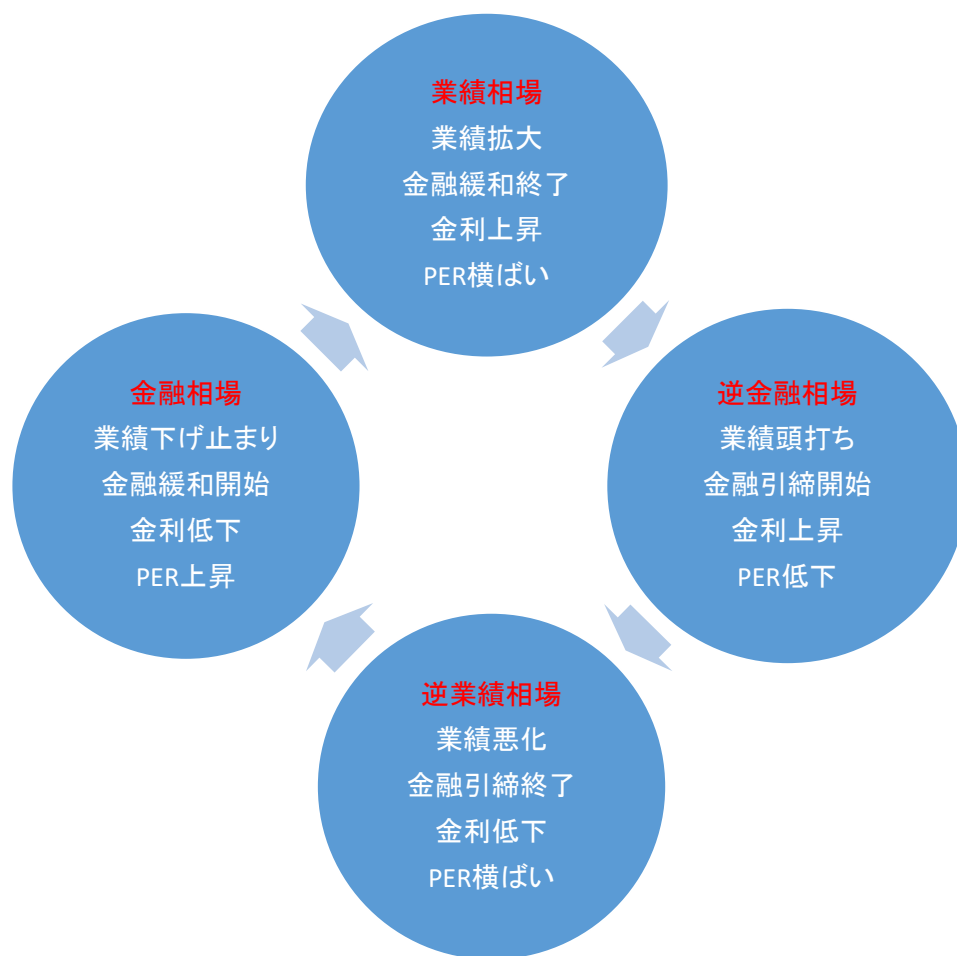 業績相場
業績拡大
金融緩和終了
金利上昇
PER横ばい
金融相場
業績下げ止まり
金融緩和開始
金利低下
PER上昇
逆金融相場
業績頭打ち
金融引締開始
金利上昇
PER低下
逆業績相場
業績悪化
金融引締終了
金利低下
PER横ばい